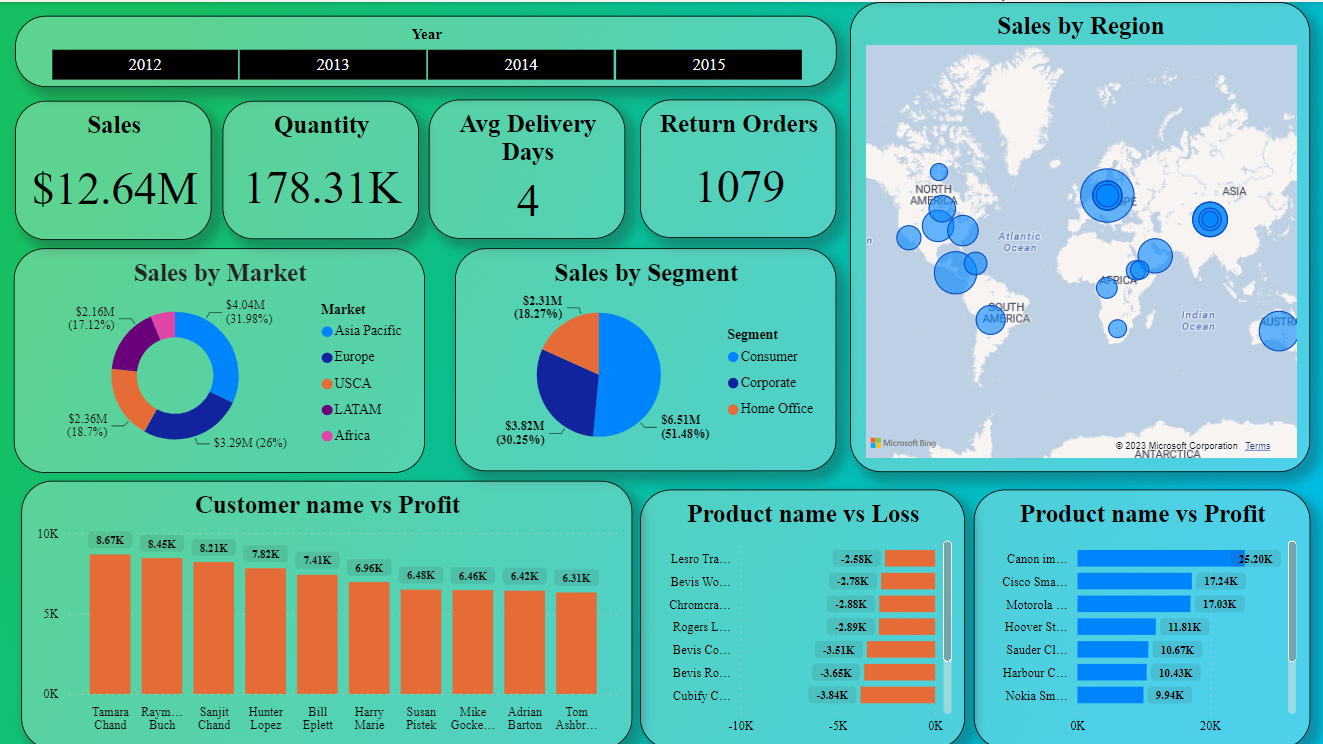 Year
2012
2013
2014
2015
Sales
$12.64M
Quantity
178.31K
Avg Delivery
Days
4
Return Orders
1079
Sales by Region
NORTH
AMERICA
Atlantic
Ocean
ASIA
AFRICA
SOUTH
AMERICA
Indian
Ocean
Microsoft Bing
© 2023 Microsoft Corporation Terms
ANTARCTICA
Sales by Market
$4.04M
(31.98%)
$3.29M (26%)
$2.36M
(18.7%)
$2.16M
(17.12%)
Market
Asia Pacific
Europe
USCA
LATAM
Africa
Sales by Segment
$6.51M
(51.48%)
$3.82M
(30.25%)
$2.31M
(18.27%)
Segment
Consumer
Corporate
Home Office
Customer name vs Profit
10K
5K
0K
8.67K
8.45K
8.21K
7.82K
7.41K
6.96K
6.48K
6.46K
6.42K
6.31K
Tamara
Chand
Raym...
Buch
Sanjit
Chand
Hunter
Lopez
Bill
Eplett
Harry
Marie
Susan
Pistek
Mike
Gocke...
Adrian
Barton
Tom
Ashbr...
Product name vs Loss
Lesro Tra... -2.58K
Bevis Wo... -2.78K
Chromcra... -2.88K
Rogers L... -2.89K
Bevis Co... -3.51K
Bevis Ro... -3.65K
Cubify C... -3.84K
-10K -5K 0K
Product name vs Profit
Canon im... 25.20K
Cisco Sma... 17.24K
Motorola ... 17.03K
Hoover St... 11.81K
Sauder Cl... 10.67K
Harbour C... 10.43K
Nokia Sm... 9.94K
0K 20K